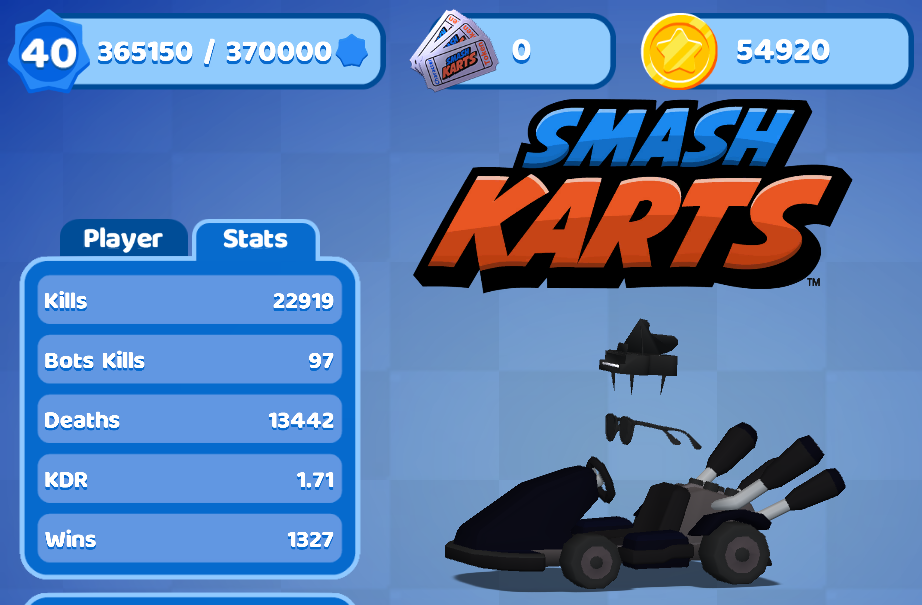 40 365150 / 370000 0 54920
SMASH
KARTS
™
Player Stats
Kills 22919
Bots Kills 97
Deaths 13442
KDR 1.71
Wins 1327